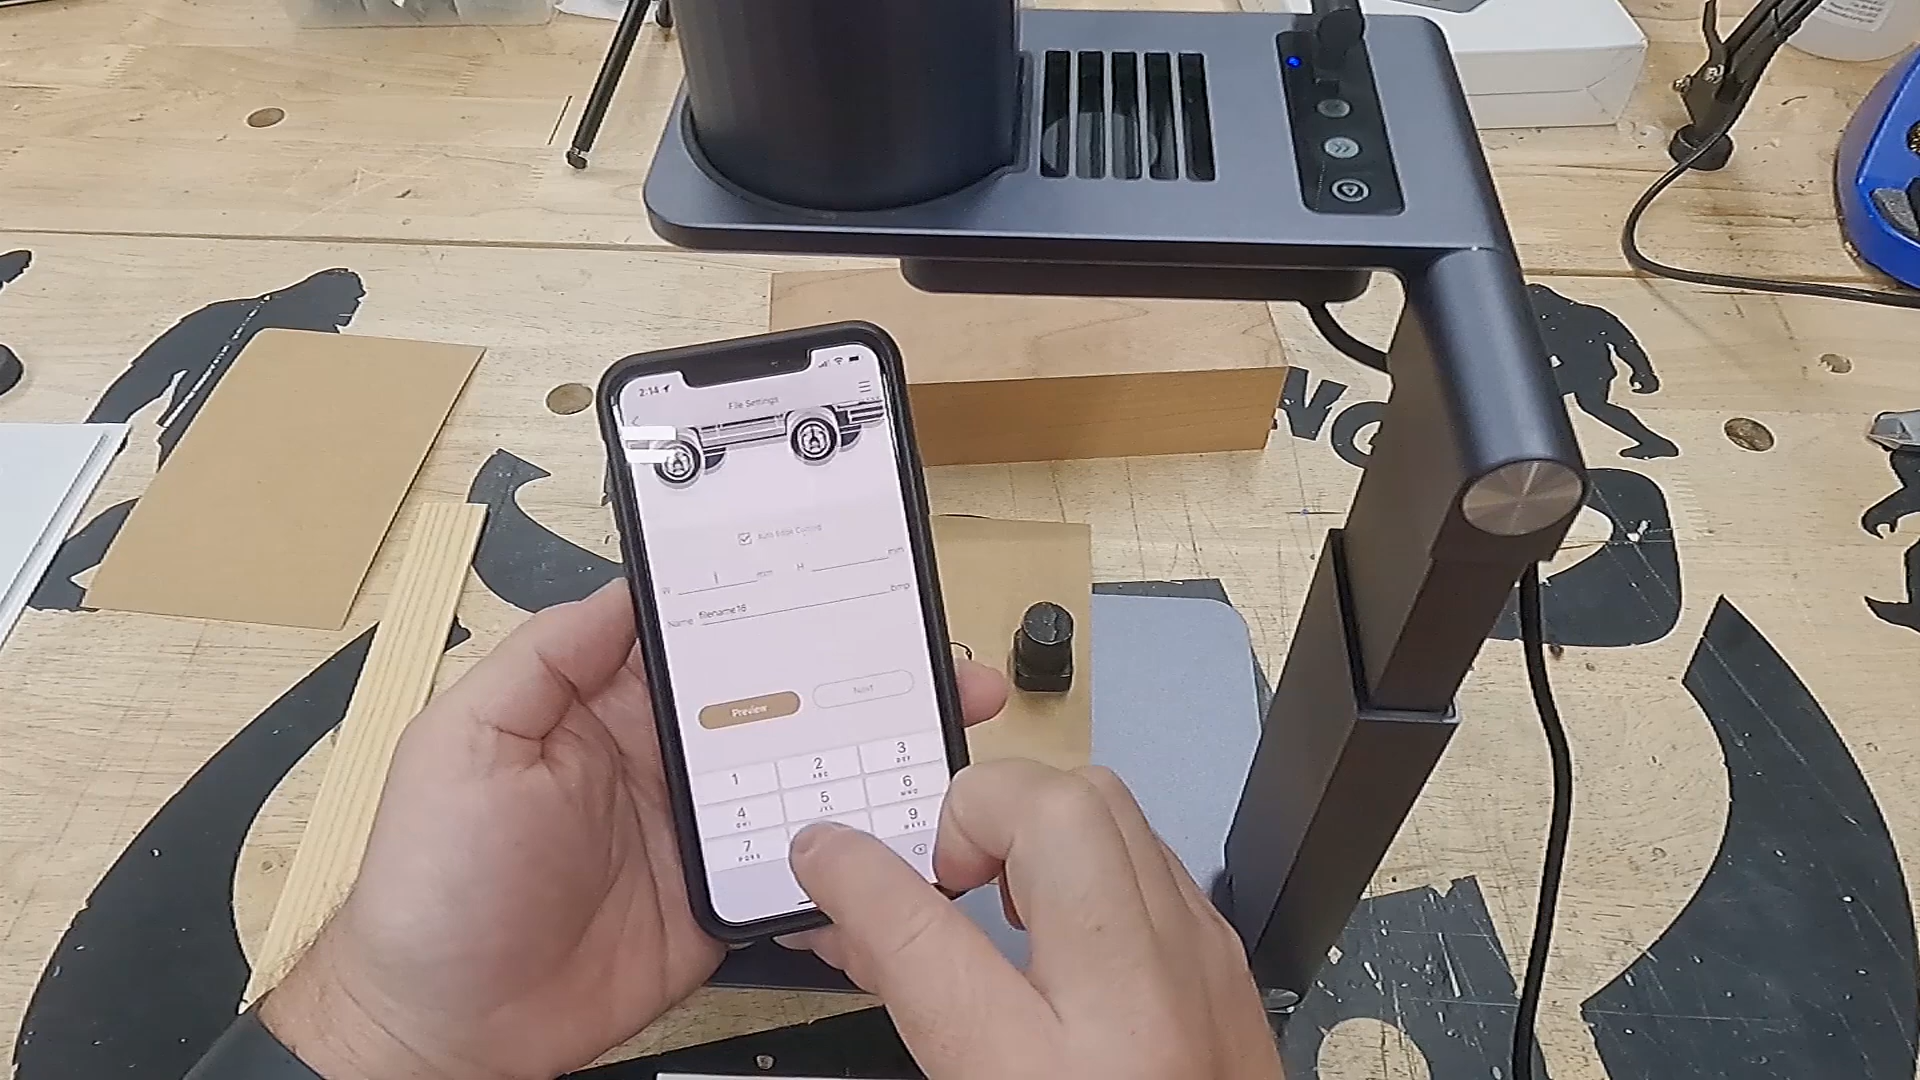 2:14
File Settings
Auto Edge Cutting
W mm H mm
Name filename16 .bmp
Preview Next
1 2 ABC 3 DEF
4 GHI 5 JKL 6 MNO
7 PQRS 9 WXYZ
NG